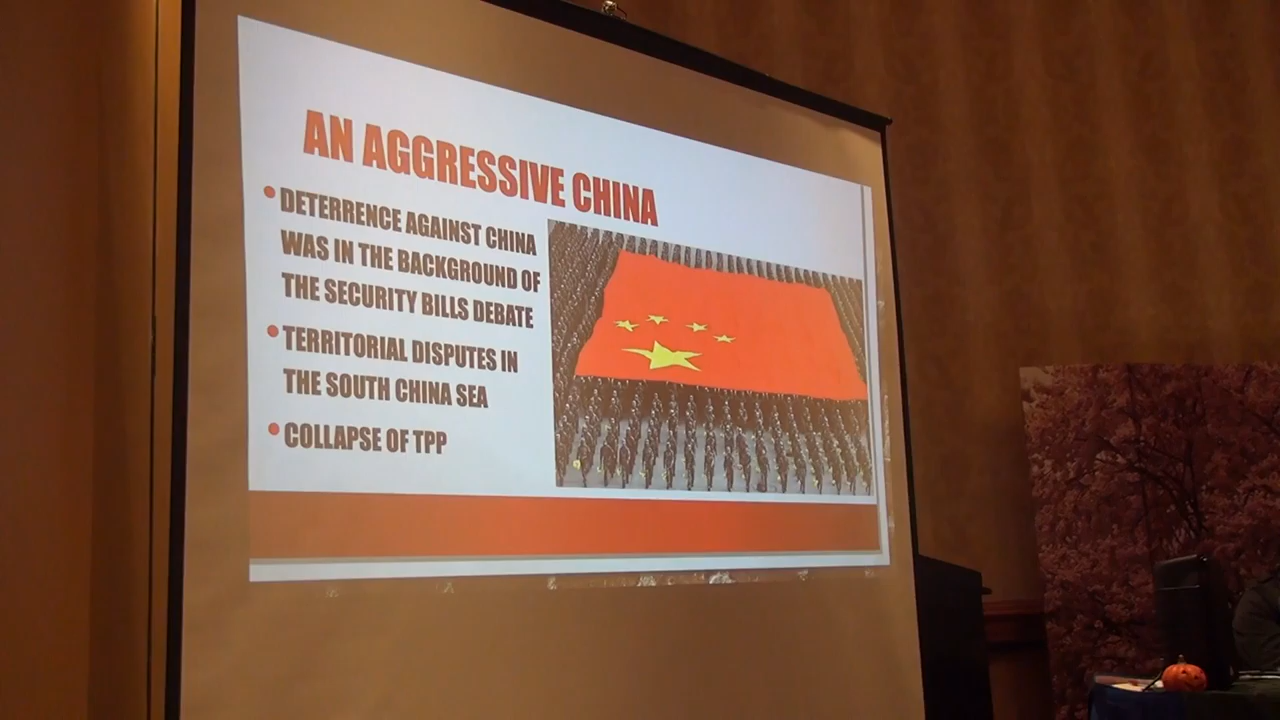 AN AGGRESSIVE CHINA
• DETERRENCE AGAINST CHINA
WAS IN THE BACKGROUND OF
THE SECURITY BILLS DEBATE
• TERRITORIAL DISPUTES IN
THE SOUTH CHINA SEA
• COLLAPSE OF TPP